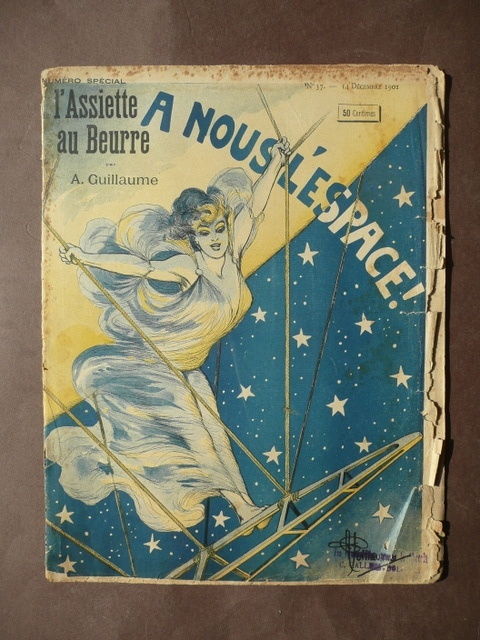 NUMÉRO SPÉCIAL
N° 37. — 14 Décembre 1901
l'Assiette
au Beurre
50 Centimes
par
A. Guillaume
A NOUS L'ESPACE!